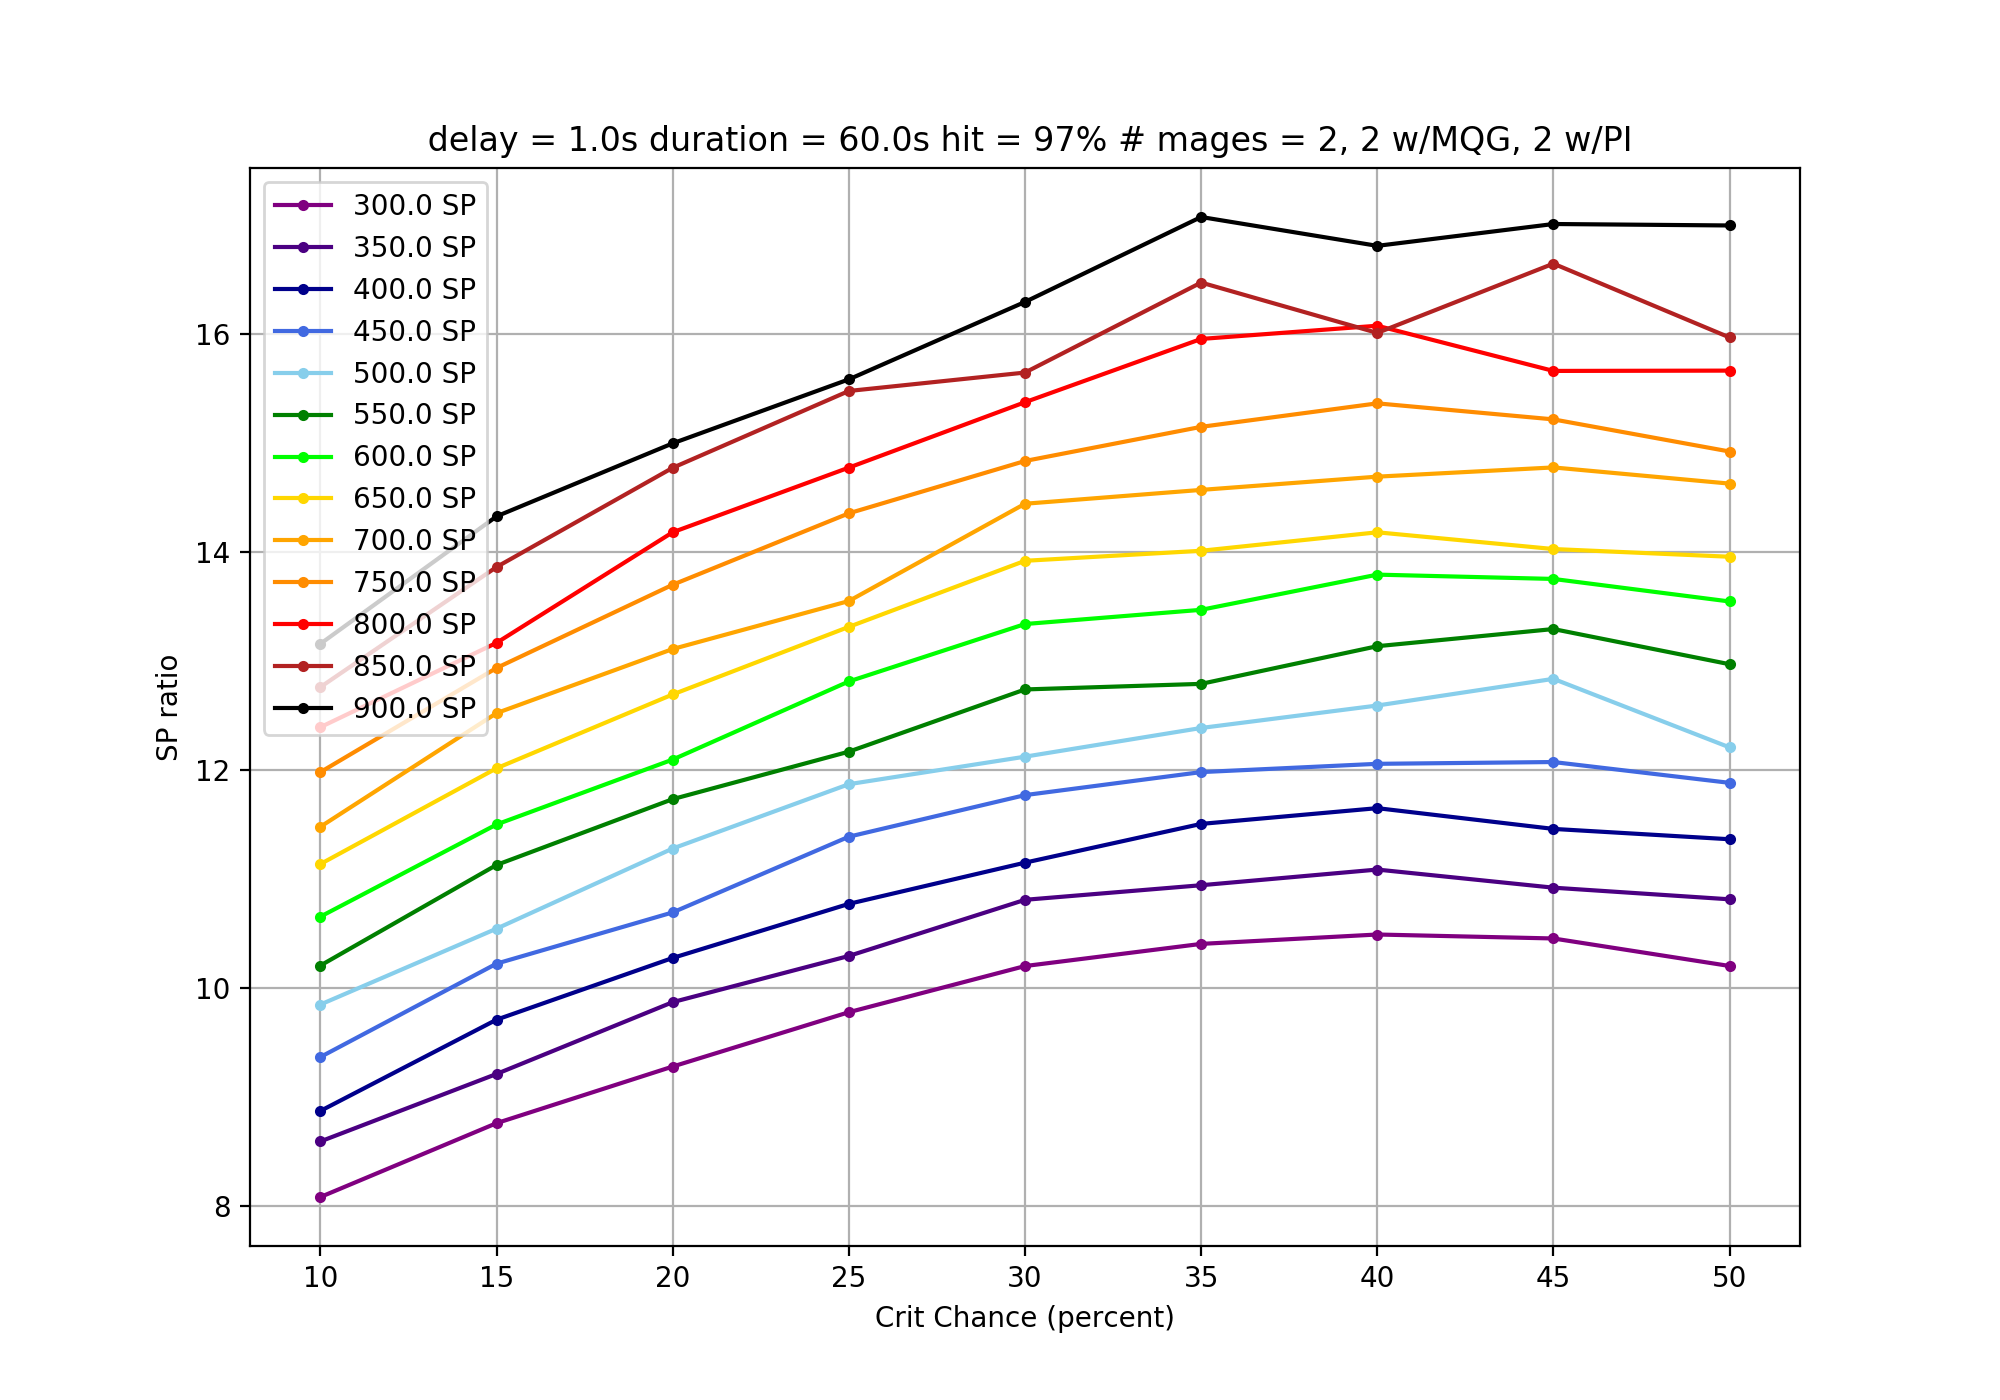 delay = 1.0s duration = 60.0s hit = 97% # mages = 2, 2 w/MQG, 2 w/PI
300.0 SP
350.0 SP
400.0 SP
450.0 SP
500.0 SP
550.0 SP
600.0 SP
650.0 SP
700.0 SP
750.0 SP
800.0 SP
850.0 SP
900.0 SP
SP ratio
16
14
12
10
8
10 15 20 25 30 35 40 45 50
Crit Chance (percent)